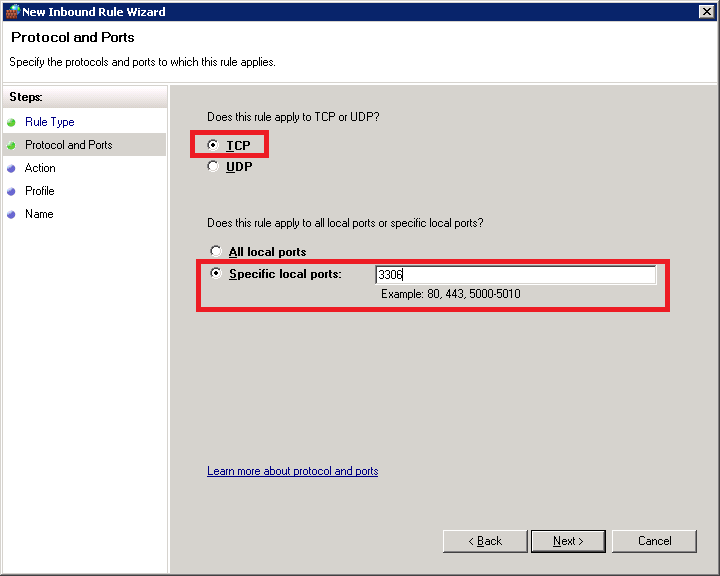 New Inbound Rule Wizard
Protocol and Ports
Specify the protocols and ports to which this rule applies.
Steps:
Rule Type
Protocol and Ports
Action
Profile
Name
Does this rule apply to TCP or UDP?
TCP
UDP
Does this rule apply to all local ports or specific local ports?
All local ports
Specific local ports: 3306
Example: 80, 443, 5000-5010
Learn more about protocol and ports
< Back Next > Cancel